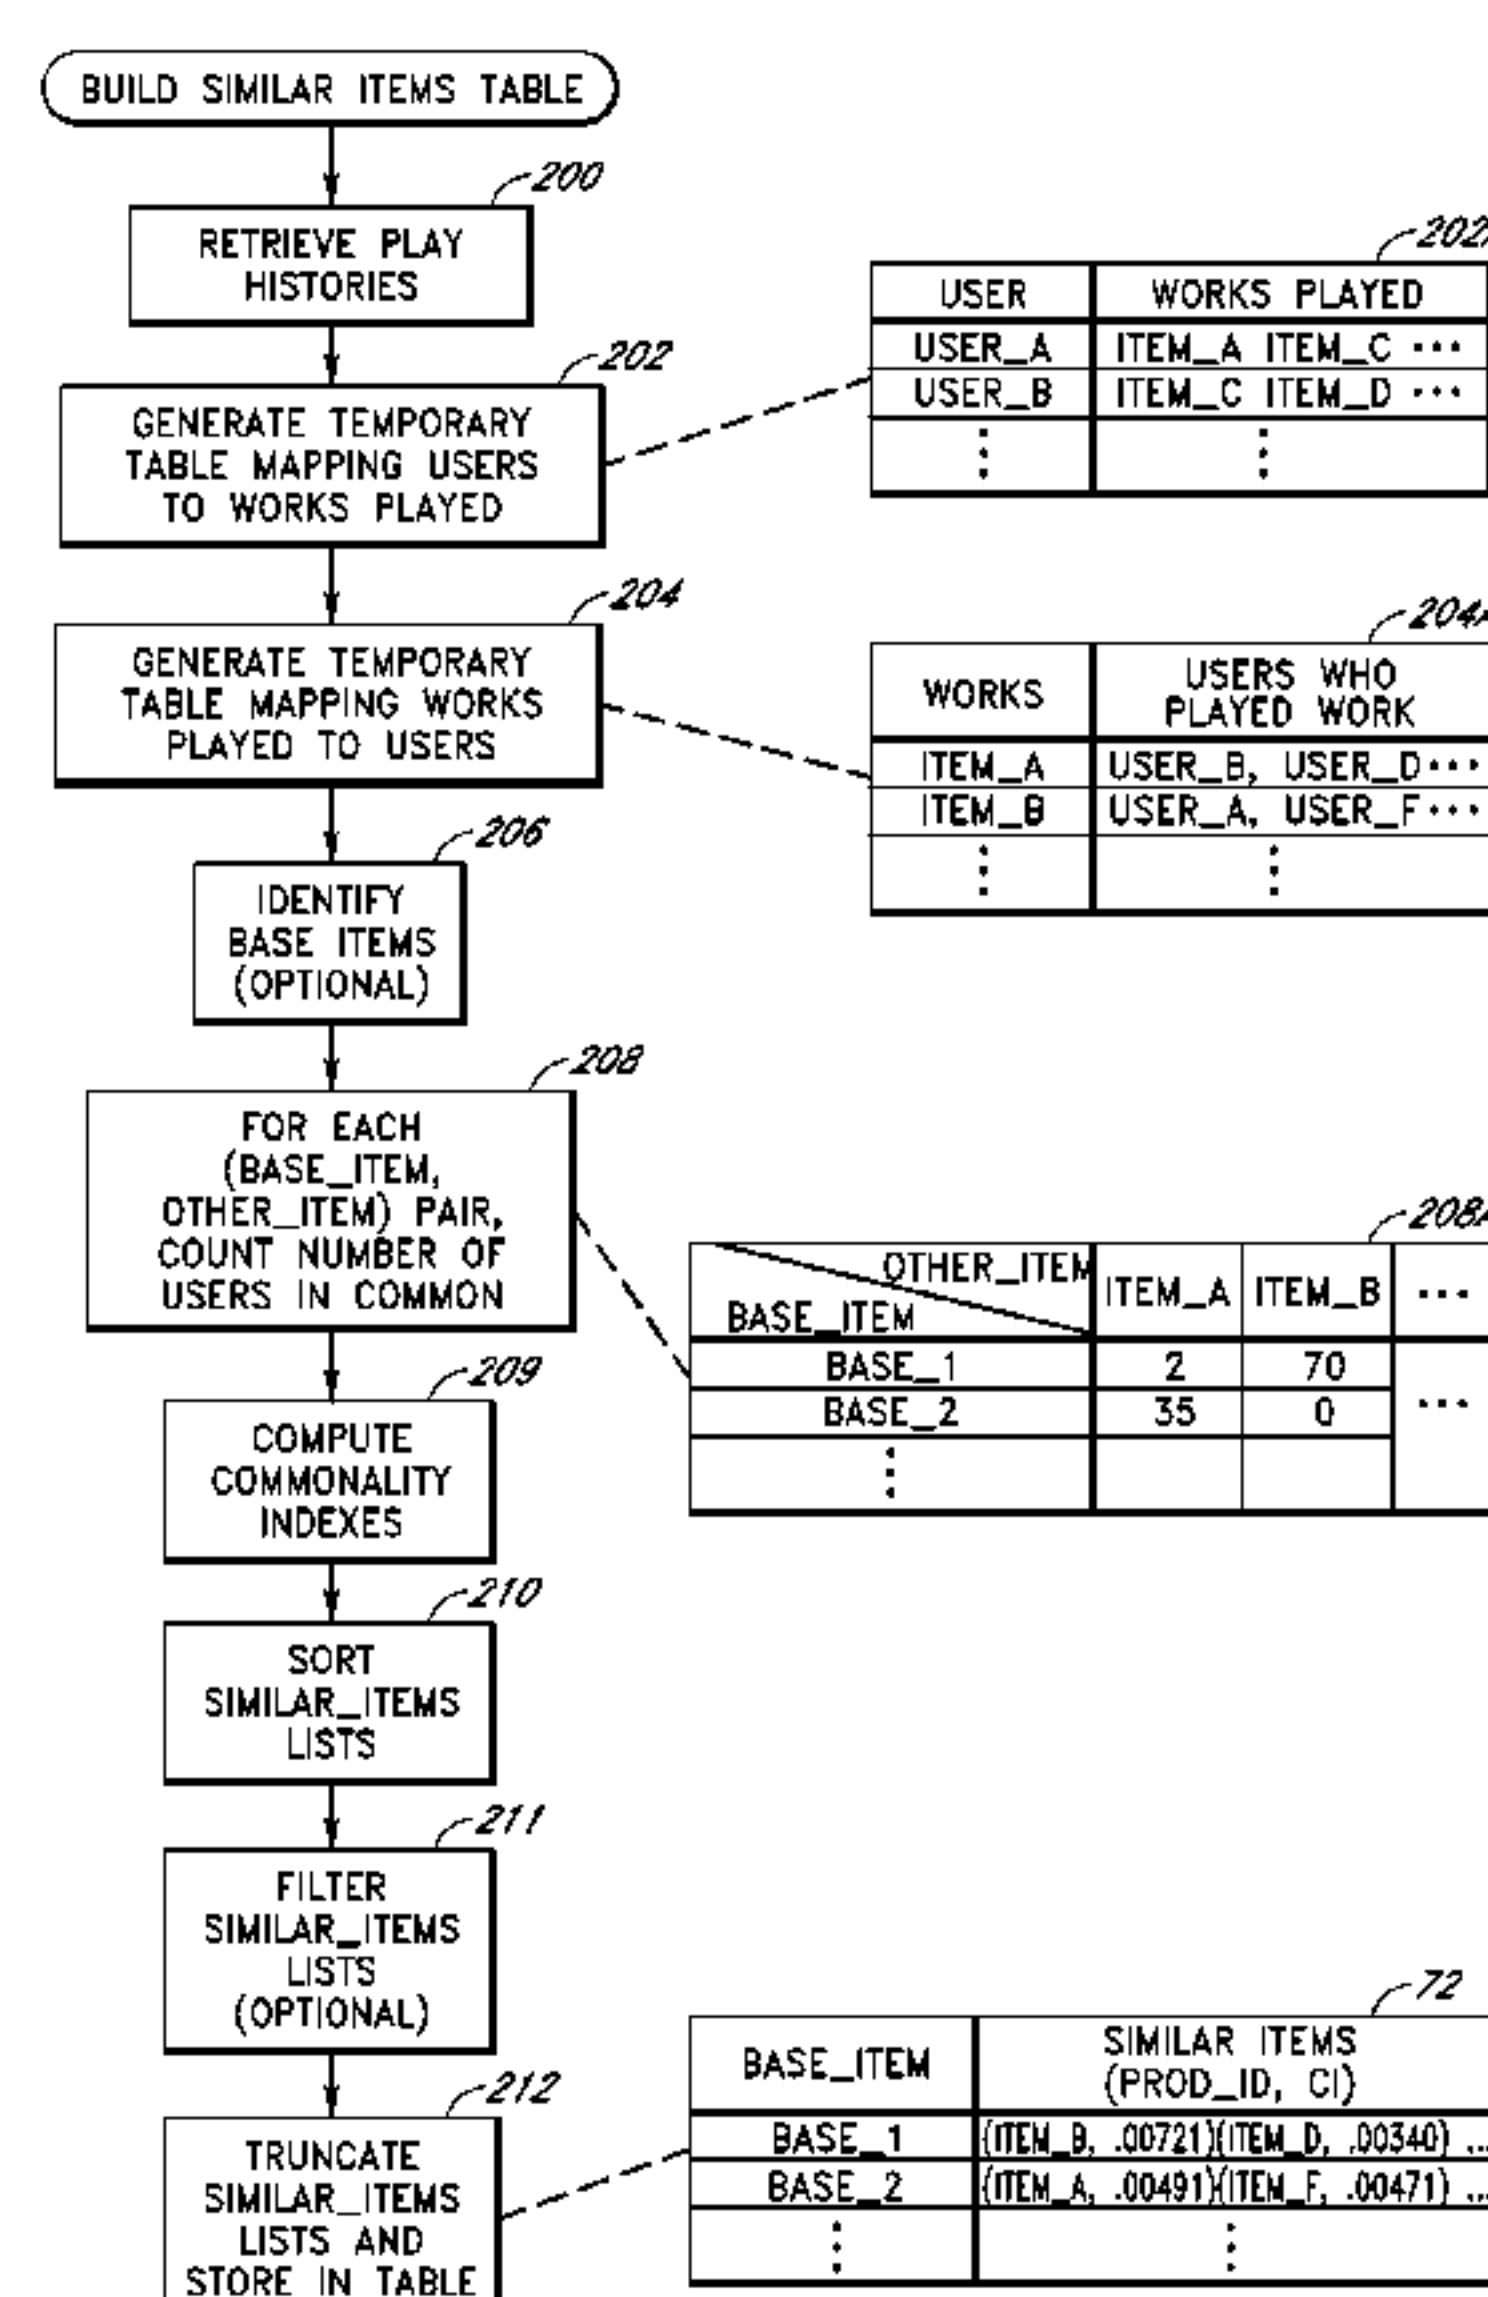 BUILD SIMILAR ITEMS TABLE
200
RETRIEVE PLAY
HISTORIES
202
GENERATE TEMPORARY
TABLE MAPPING USERS
TO WORKS PLAYED
202A
USER WORKS PLAYED
USER_A ITEM_A ITEM_C ...
USER_B ITEM_C ITEM_D ...
204
GENERATE TEMPORARY
TABLE MAPPING WORKS
PLAYED TO USERS
204A
WORKS USERS WHO
PLAYED WORK
ITEM_A USER_B, USER_D...
ITEM_B USER_A, USER_F...
206
IDENTIFY
BASE ITEMS
(OPTIONAL)
208
FOR EACH
(BASE_ITEM,
OTHER_ITEM) PAIR,
COUNT NUMBER OF
USERS IN COMMON
208A
OTHER_ITEM ITEM_A ITEM_B ...
BASE_ITEM
BASE_1 2 70
BASE_2 35 0 ...
209
COMPUTE
COMMONALITY
INDEXES
210
SORT
SIMILAR_ITEMS
LISTS
211
FILTER
SIMILAR_ITEMS
LISTS
(OPTIONAL)
212
TRUNCATE
SIMILAR_ITEMS
LISTS AND
STORE IN TABLE
72
BASE_ITEM SIMILAR ITEMS
(PROD_ID, CI)
BASE_1 (ITEM_B, .00721)(ITEM_D, .00340) ...
BASE_2 (ITEM_A, .00491)(ITEM_F, .00471) ...